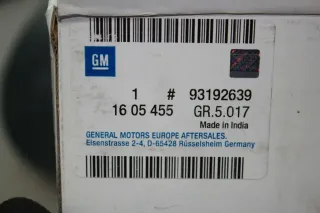 GM
1 # 93192639
16 05 455 GR.5.017
Made in India
GENERAL MOTORS EUROPE AFTERSALES.
Elsenstrasse 2-4, D-65428 Rüsselsheim Germany